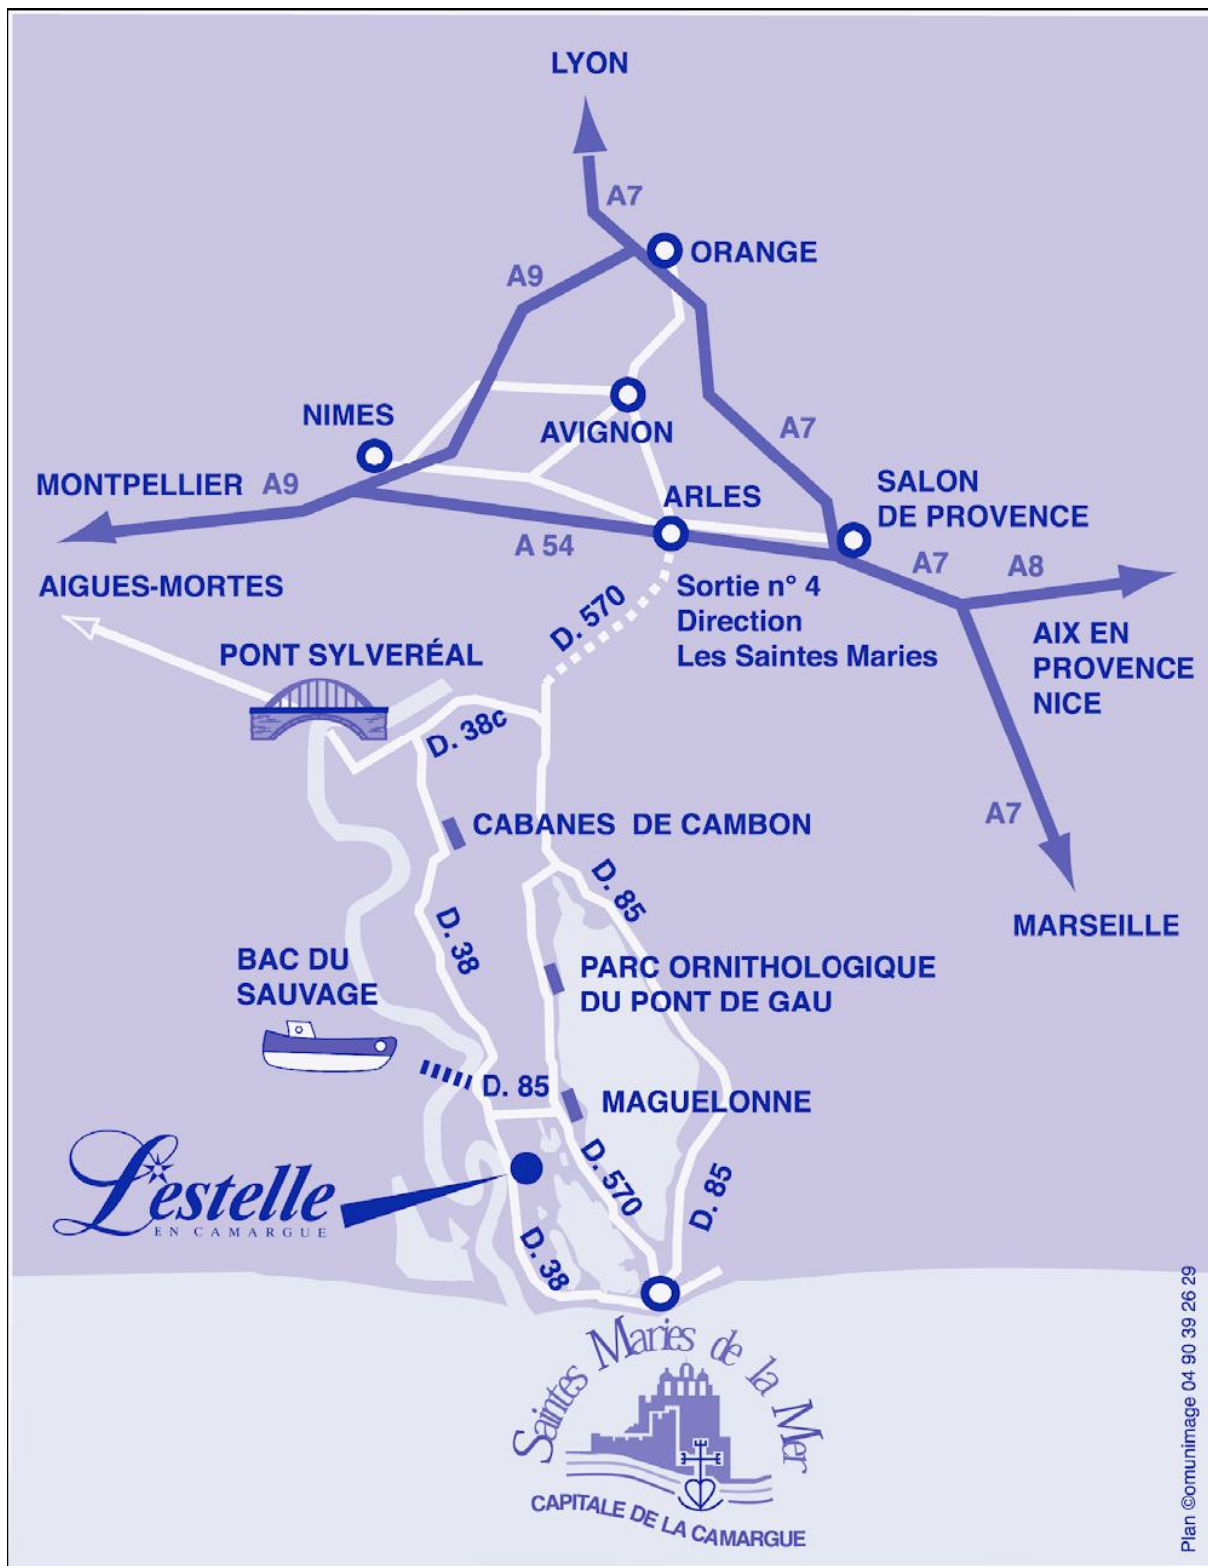 LYON
A7
ORANGE
A9
NIMES
AVIGNON
A7
MONTPELLIER
A9
ARLES
SALON
DE PROVENCE
A 54
A7
A8
AIGUES-MORTES
D. 570
Sortie n° 4
Direction
Les Saintes Maries
AIX EN
PROVENCE
NICE
PONT SYLVERÉAL
D. 38c
CABANES DE CAMBON
A7
D. 85
MARSEILLE
D. 38
BAC DU
SAUVAGE
PARC ORNITHOLOGIQUE
DU PONT DE GAU
D. 85
MAGUELONNE
L'estelle
EN CAMARGUE
D. 570
D. 85
D. 38
Saintes Maries de la Mer
CAPITALE DE LA CAMARGUE
Plan ©omunimage 04 90 39 26 29